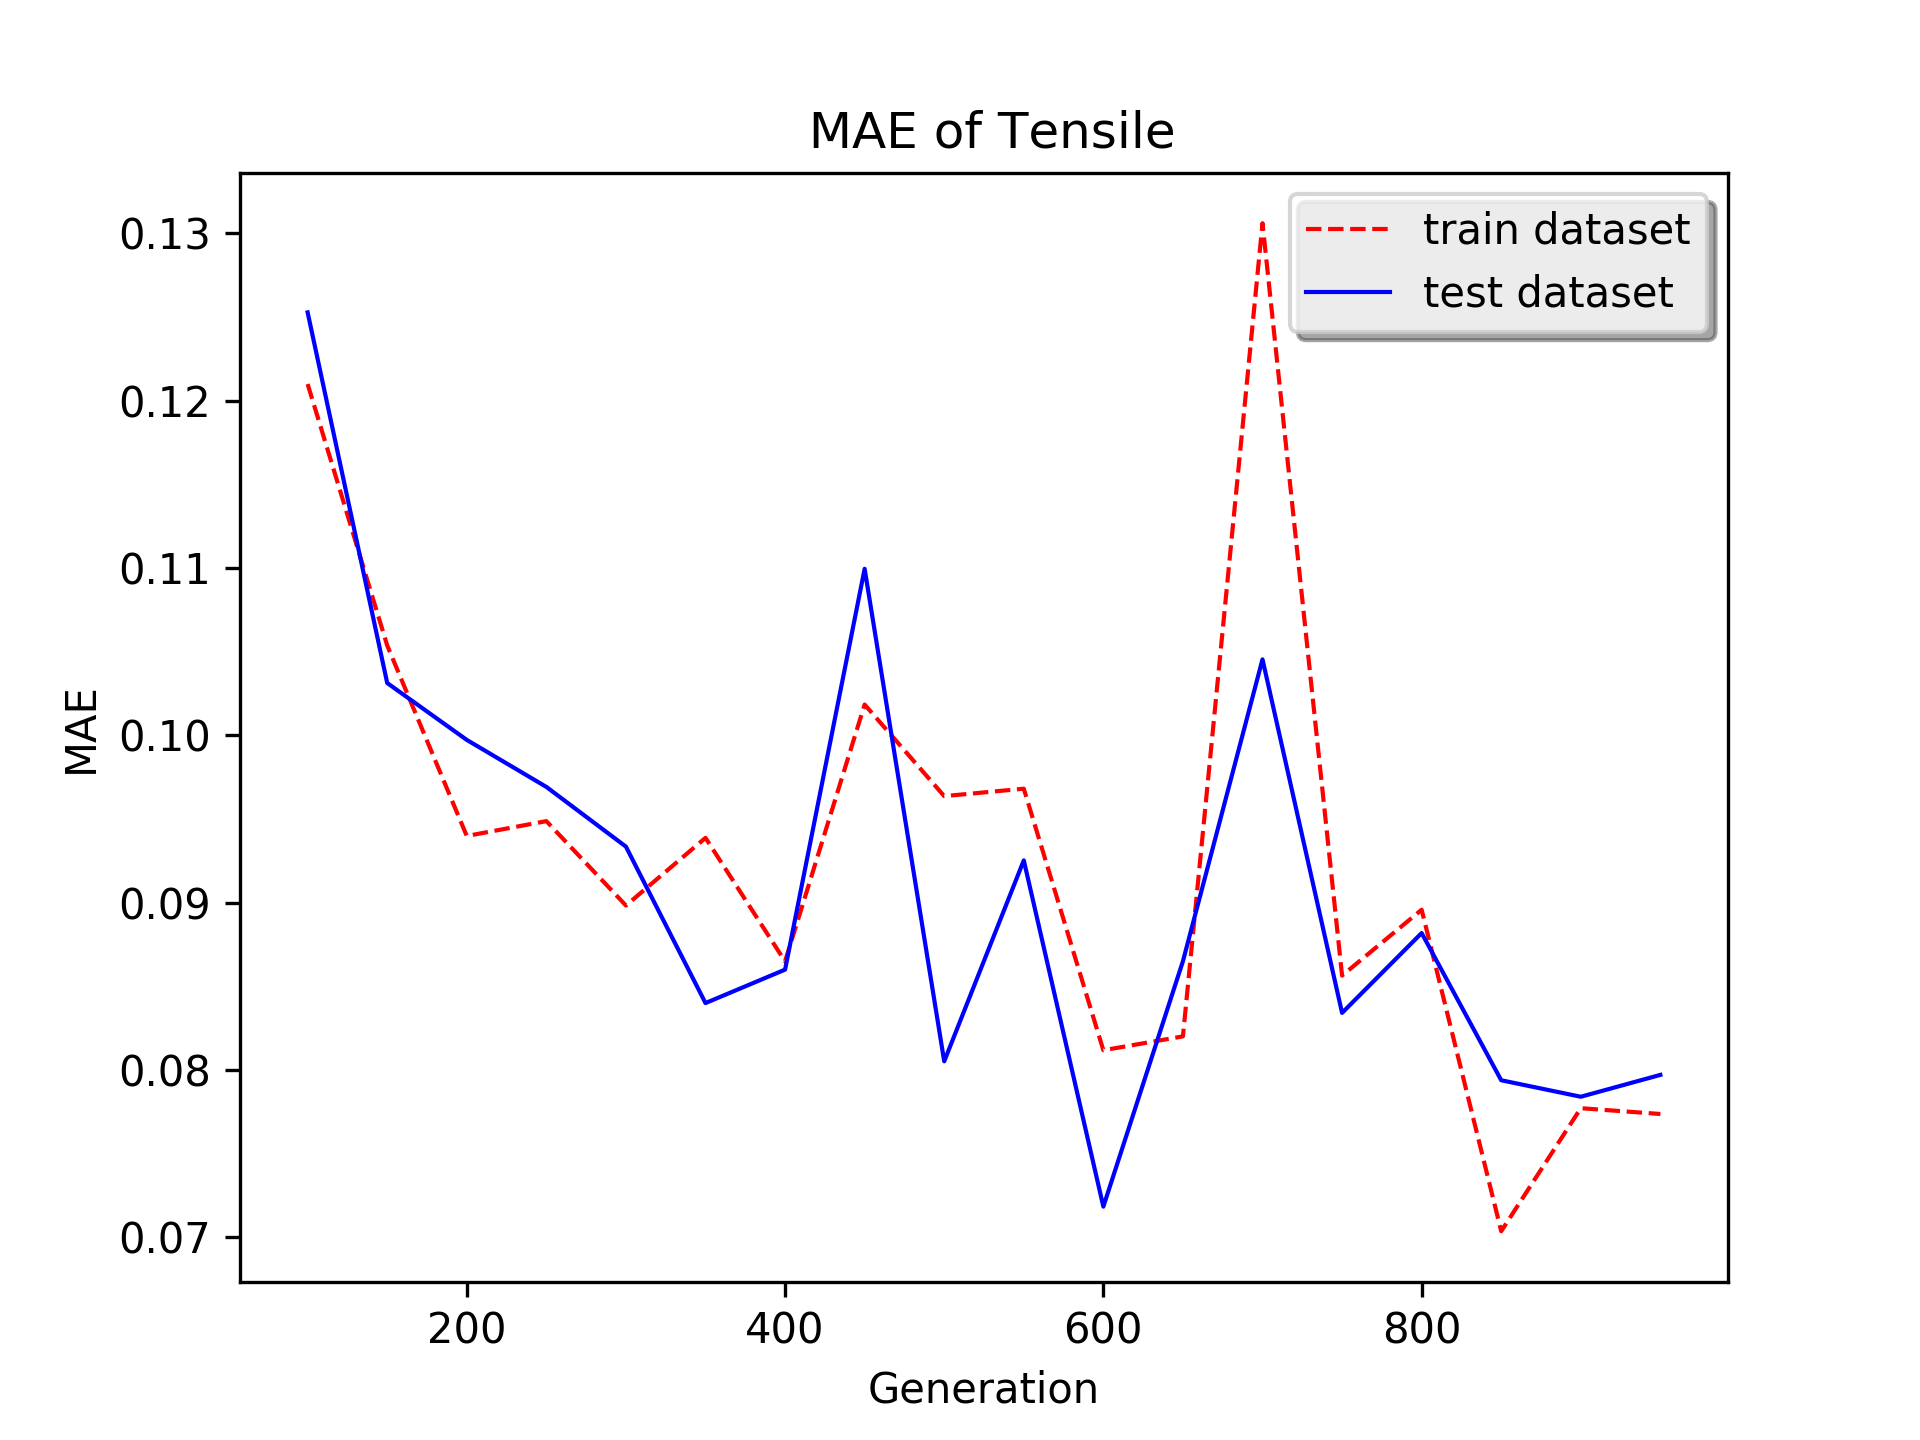 MAE of Tensile
train dataset
test dataset
0.13
0.12
0.11
0.10
0.09
0.08
0.07
MAE
200 400 600 800
Generation